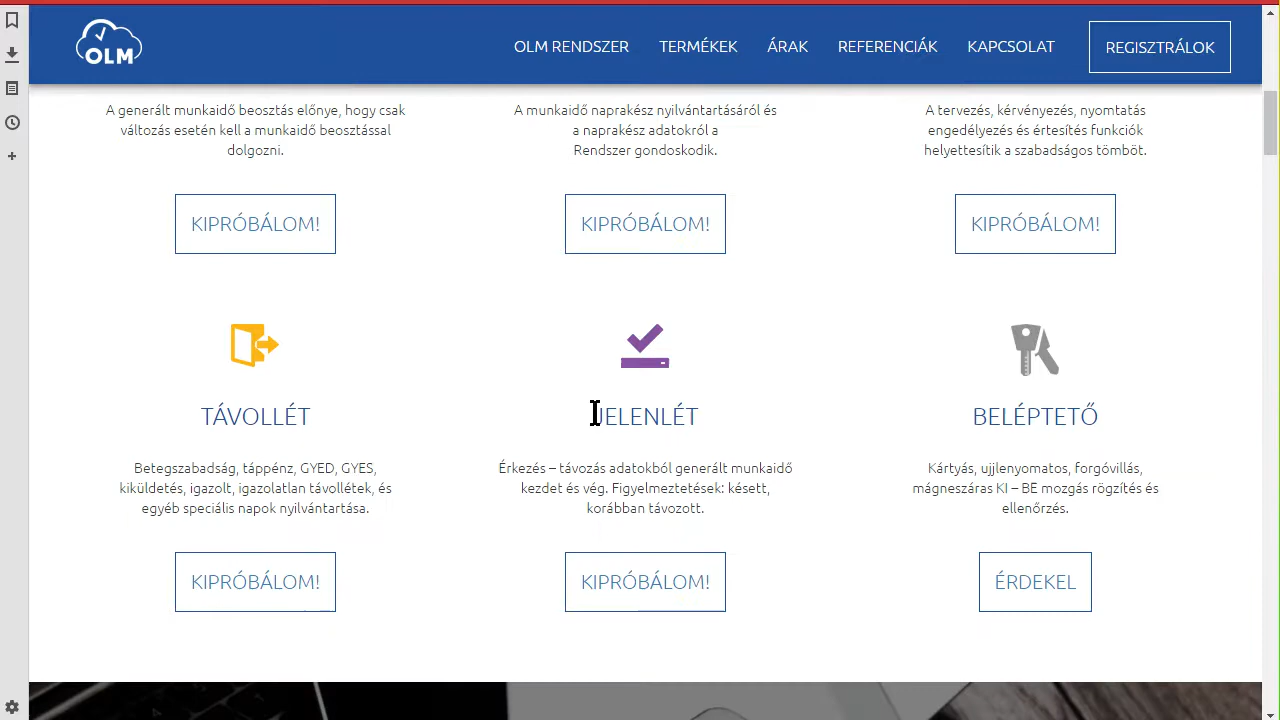 OLM
OLM RENDSZER
TERMÉKEK
ÁRAK
REFERENCIÁK
KAPCSOLAT
REGISZTRÁLOK
A generált munkaidő beosztás előnye, hogy csak
változás esetén kell a munkaidő beosztással
dolgozni.
KIPRÓBÁLOM!
A munkaidő naprakész nyilvántartásáról és
a naprakész adatokról a
Rendszer gondoskodik.
KIPRÓBÁLOM!
A tervezés, kérvényezés, nyomtatás
engedélyezés és értesítés funkciók
helyettesítik a szabadságos tömböt.
KIPRÓBÁLOM!
TÁVOLLÉT
Betegszabadság, táppénz, GYED, GYES,
kiküldetés, igazolt, igazolatlan távollétek, és
egyéb speciális napok nyilvántartása.
KIPRÓBÁLOM!
JELENLÉT
Érkezés – távozás adatokból generált munkaidő
kezdet és vég. Figyelmeztetések: késett,
korábban távozott.
KIPRÓBÁLOM!
BELÉPTETŐ
Kártyás, ujjlenyomatos, forgóvillás,
mágneszáras KI – BE mozgás rögzítés és
ellenőrzés.
ÉRDEKEL